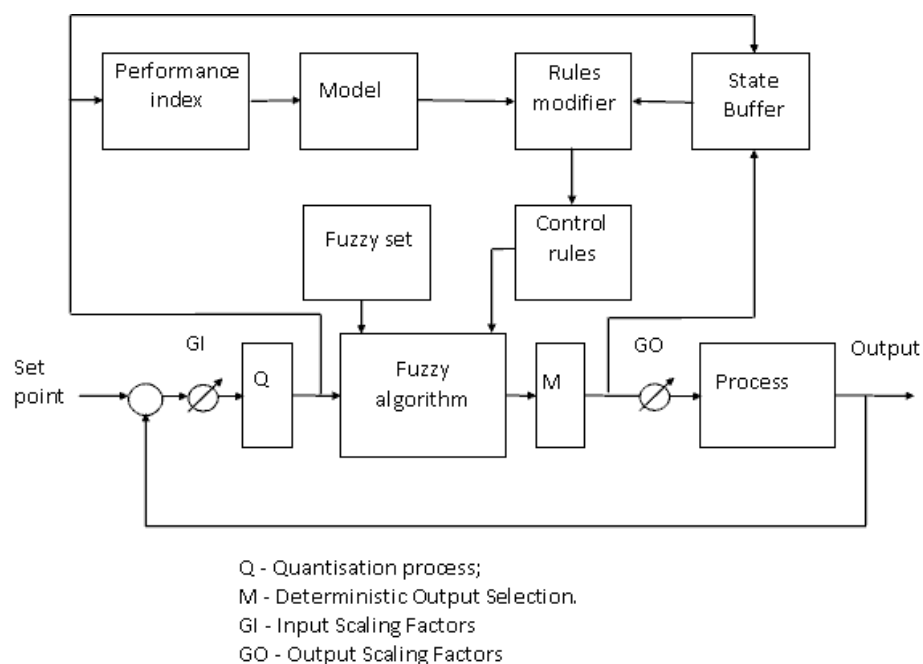 Performance
index
Model
Rules
modifier
State
Buffer
Fuzzy set
Control
rules
GI
GO
Output
Set
point
Q
Fuzzy
algorithm
M
Process
Q - Quantisation process;
M - Deterministic Output Selection.
GI - Input Scaling Factors
GO - Output Scaling Factors